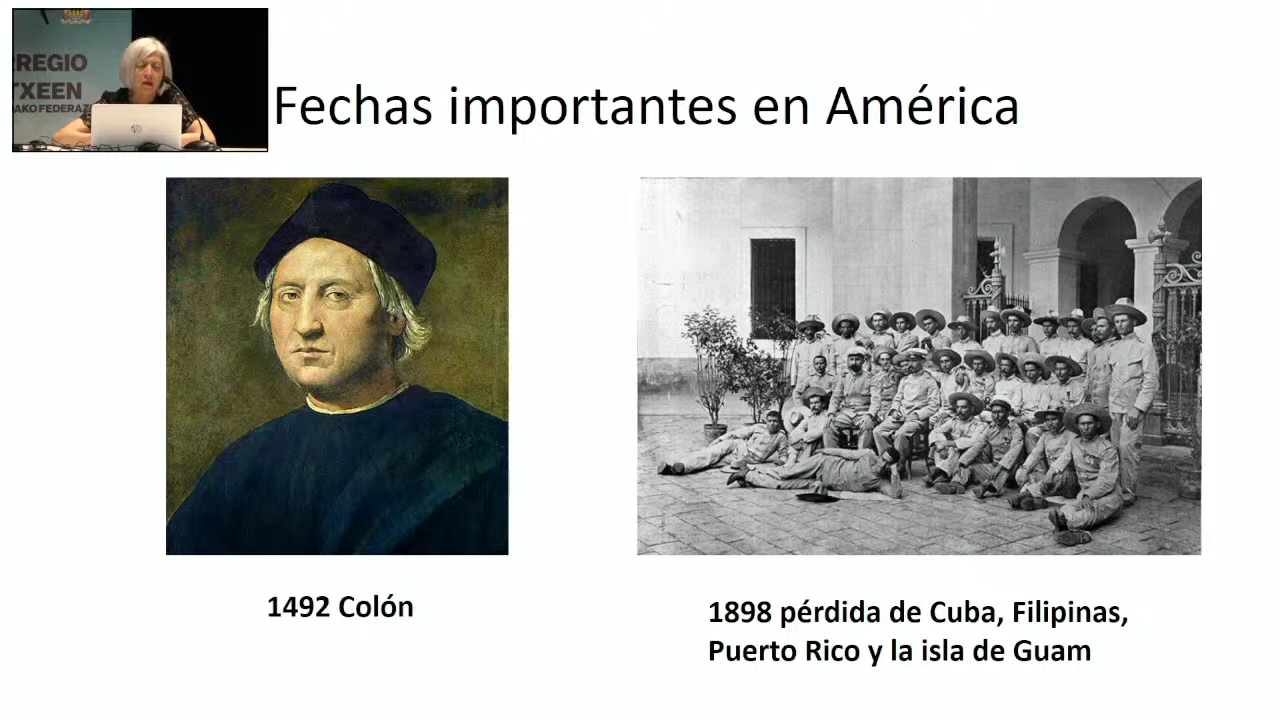 RREGIO
TXEEN
AKO FEDERAZ
Fechas importantes en América
1492 Colón
1898 pérdida de Cuba, Filipinas,
Puerto Rico y la isla de Guam